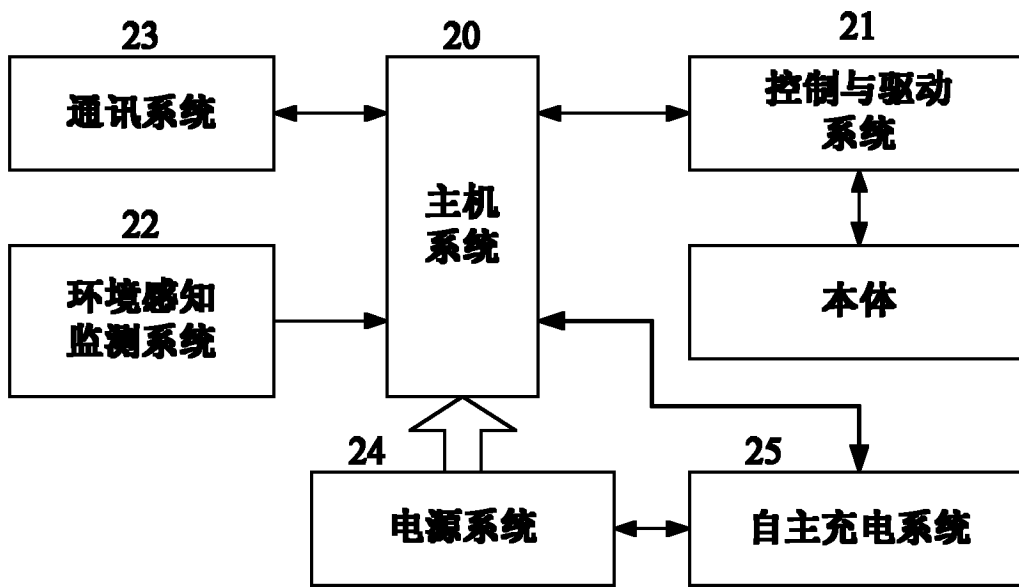 23
通讯系统
20
主机
系统
21
控制与驱动
系统
22
环境感知
监测系统
本体
24
电源系统
25
自主充电系统